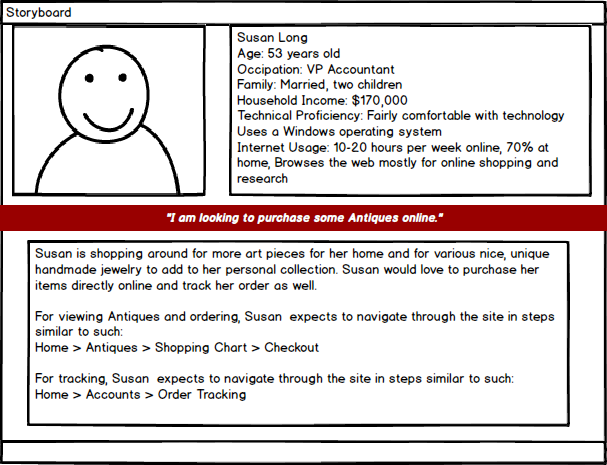 Storyboard
Susan Long
Age: 53 years old
Occipation: VP Accountant
Family: Married, two children
Household Income: $170,000
Technical Proficiency: Fairly comfortable with technology
Uses a Windows operating system
Internet Usage: 10-20 hours per week online, 70% at
home, Browses the web mostly for online shopping and
research
"I am looking to purchase some Antiques online."
Susan is shopping around for more art pieces for her home and for various nice, unique
handmade jewelry to add to her personal collection. Susan would love to purchase her
items directly online and track her order as well.
For viewing Antiques and ordering, Susan expects to navigate through the site in steps
similar to such:
Home > Antiques > Shopping Chart > Checkout
For tracking, Susan expects to navigate through the site in steps similar to such:
Home > Accounts > Order Tracking